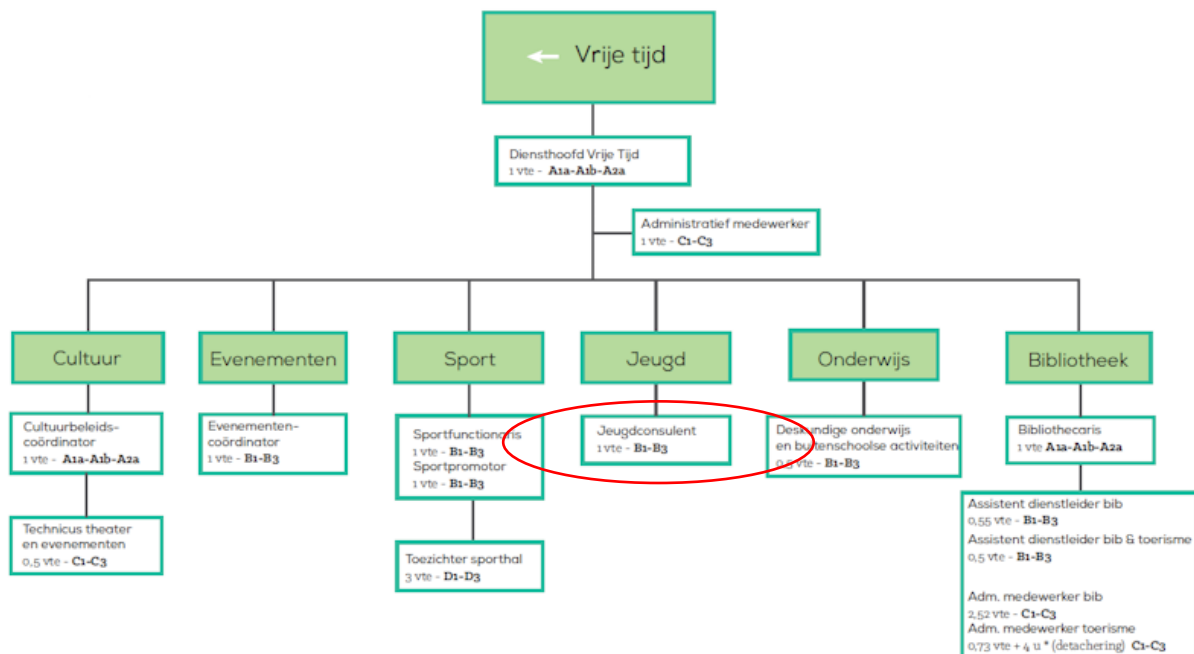 Vrije tijd
Diensthoofd Vrije Tijd
1 vte - A1a-A1b-A2a
Administratief medewerker
1 vte - C1-C3
Cultuur
Evenementen
Sport
Jeugd
Onderwijs
Bibliotheek
Cultuurbeleids-
coördinator
1 vte - A1a-A1b-A2a
Evenementen-
coördinator
1 vte - B1-B3
Sportfunctionaris
1 vte - B1-B3
Sportpromotor
1 vte - B1-B3
Jeugdconsulent
1 vte - B1-B3
Deskundige onderwijs
en buitenschoolse activiteiten
0,5 vte - B1-B3
Bibliothecaris
1 vte A1a-A1b-A2a
Technicus theater
en evenementen
0,5 vte - C1-C3
Toezichter sporthal
3 vte - D1-D3
Assistent dienstleider bib
0,55 vte - B1-B3
Assistent dienstleider bib & toerisme
0,5 vte - B1-B3
Adm. medewerker bib
2,52 vte - C1-C3
Adm. medewerker toerisme
0,73 vte + 4 u * (detachering) C1-C3